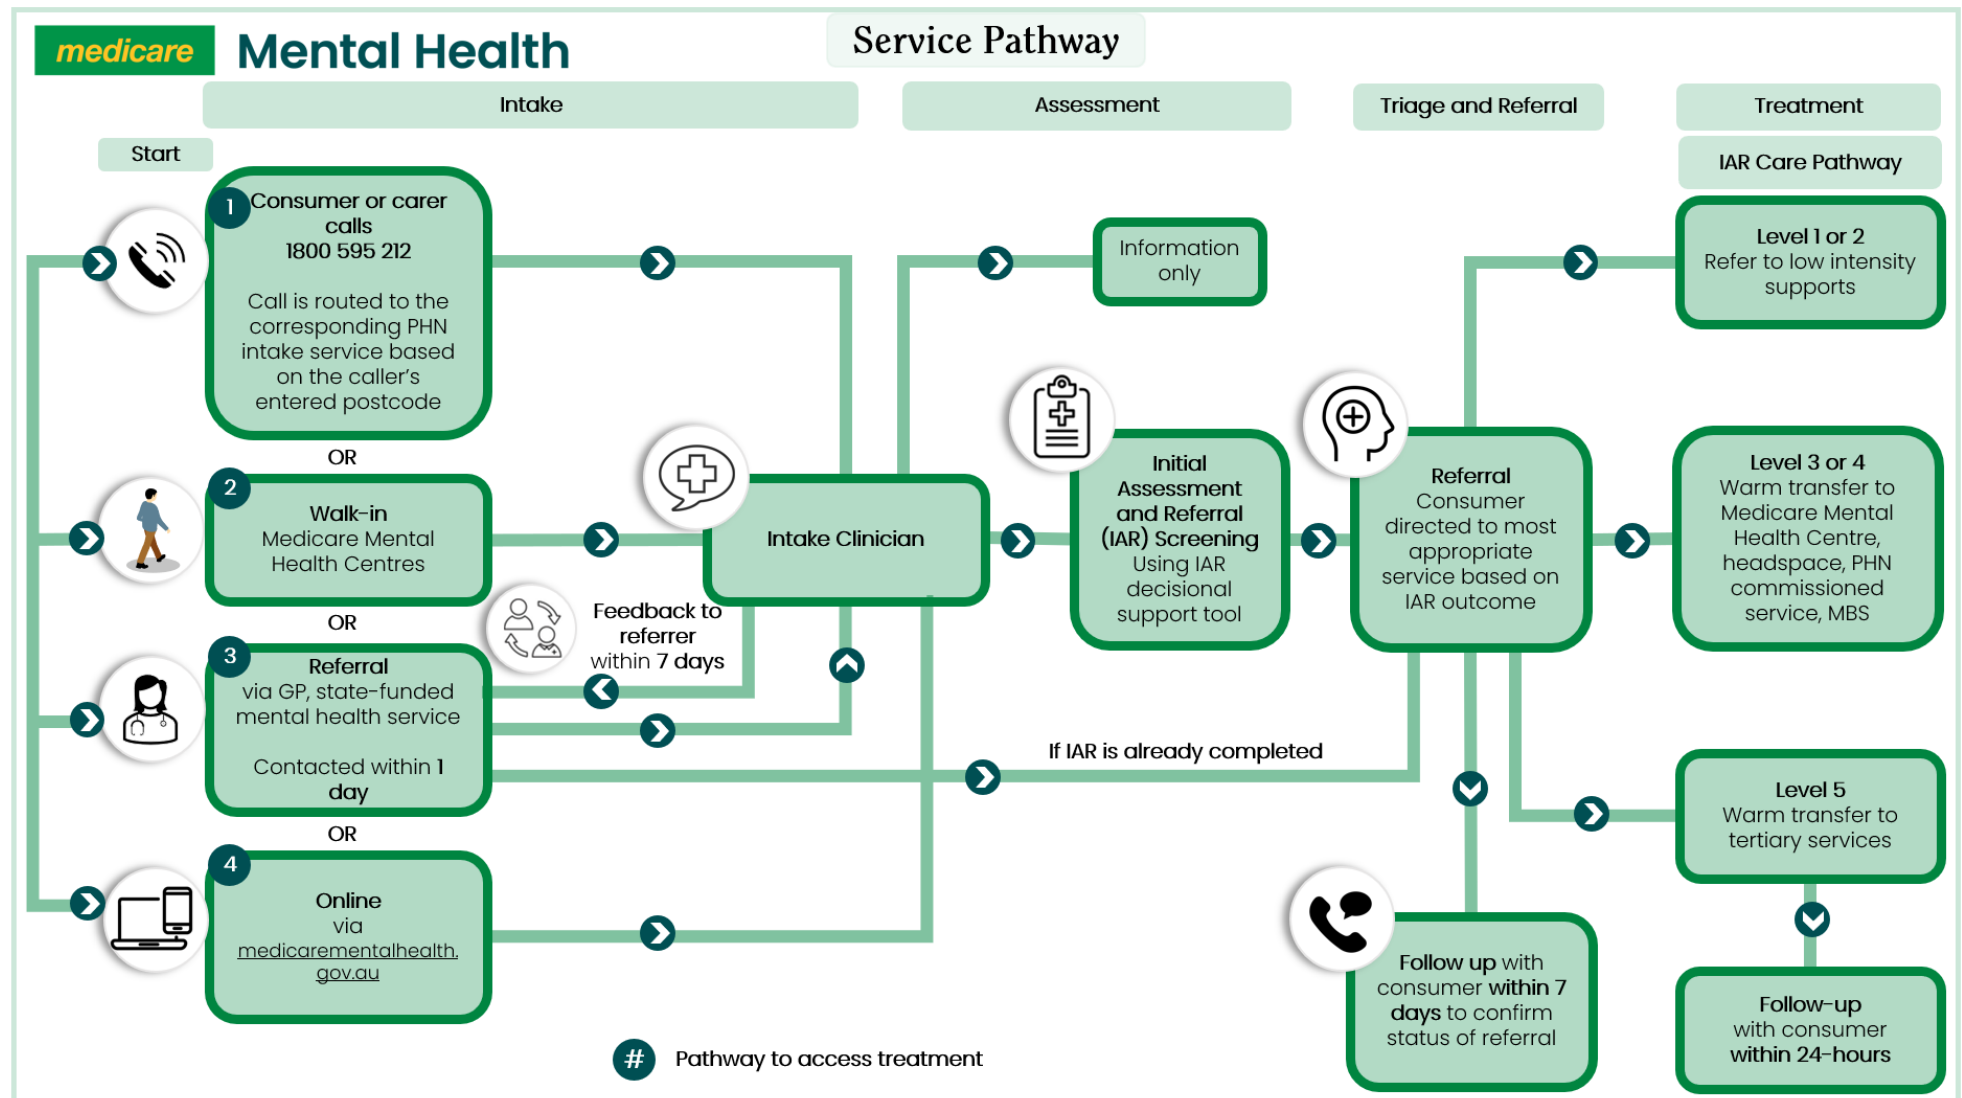 medicare
Mental Health
Service Pathway
Intake
Assessment
Triage and Referral
Treatment
Start
IAR Care Pathway
1
Consumer or carer
calls
1800 595 212
Call is routed to the
corresponding PHN
intake service based
on the caller’s
entered postcode
OR
2
Walk-in
Medicare Mental
Health Centres
OR
3
Referral
via GP, state-funded
mental health service
Contacted within 1
day
OR
4
Online
via
medicarementalhealth.
gov.au
Feedback to
referrer
within 7 days
Intake Clinician
Information
only
Initial
Assessment
and Referral
(IAR) Screening
Using IAR
decisional
support tool
If IAR is already completed
Referral
Consumer
directed to most
appropriate
service based on
IAR outcome
Follow up with
consumer within 7
days to confirm
status of referral
Level 1 or 2
Refer to low intensity
supports
Level 3 or 4
Warm transfer to
Medicare Mental
Health Centre,
headspace, PHN
commissioned
service, MBS
Level 5
Warm transfer to
tertiary services
Follow-up
with consumer
within 24-hours
# Pathway to access treatment